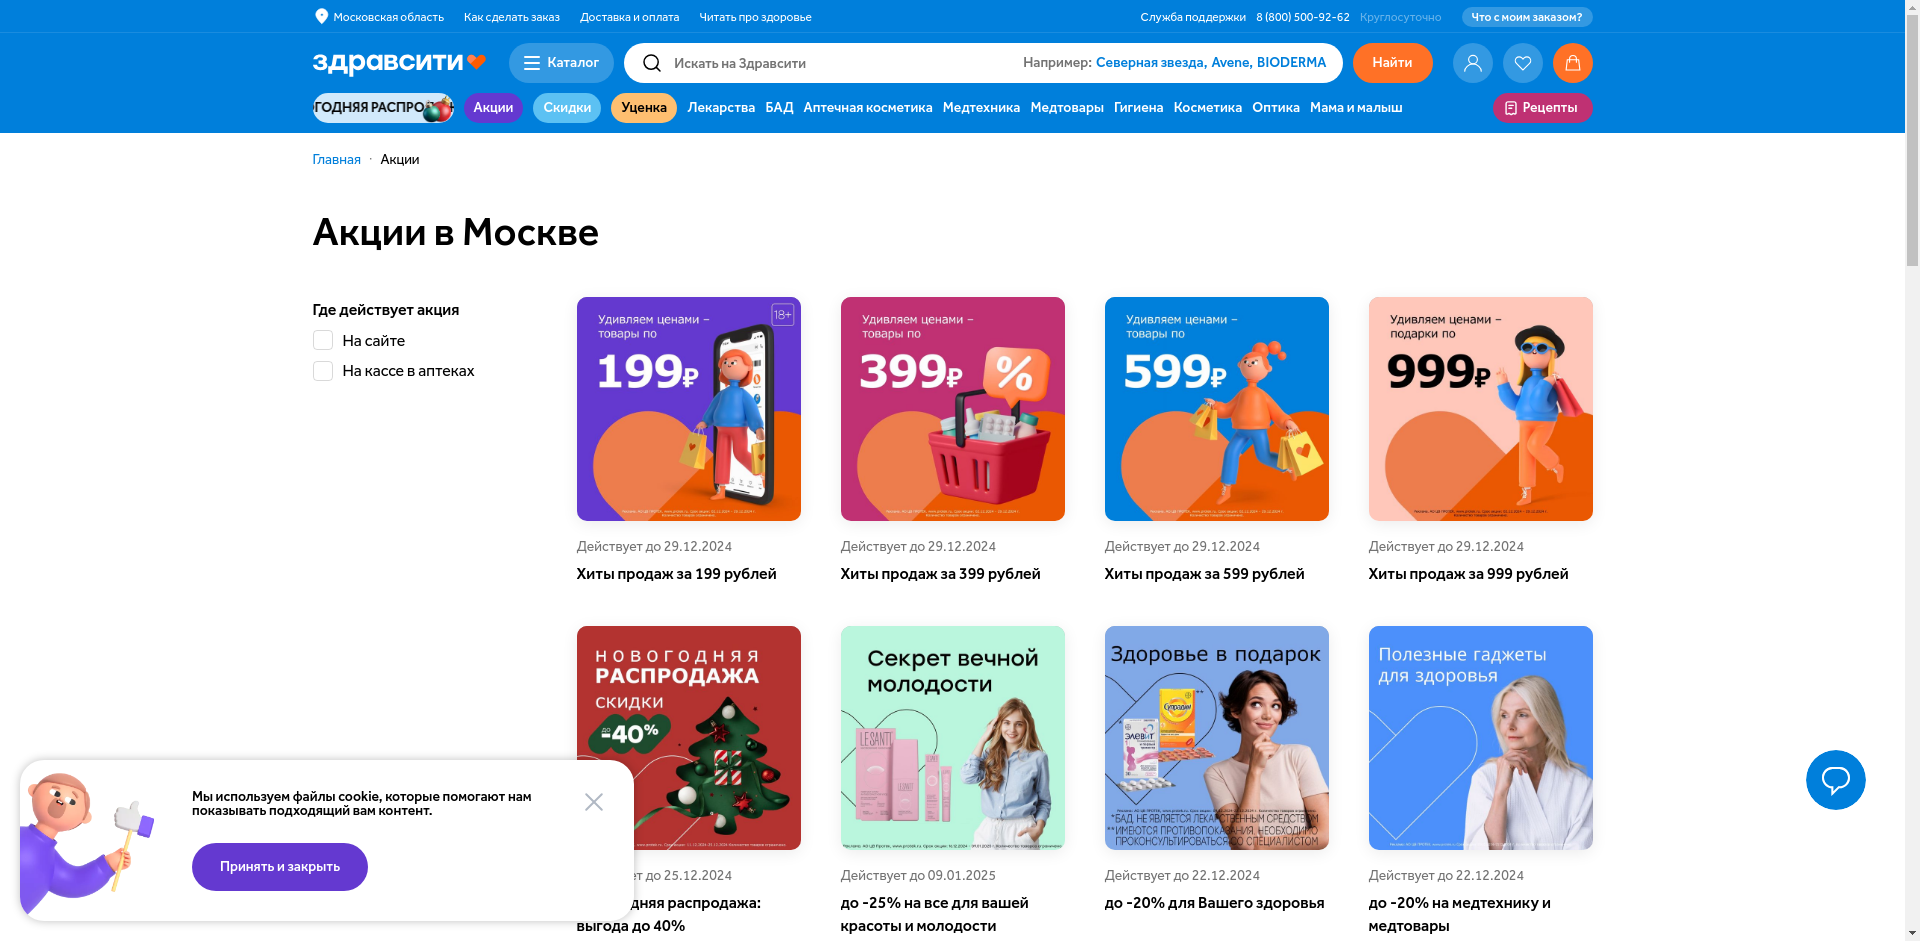 Московская область Как сделать заказ Доставка и оплата Читать про здоровье Служба поддержки 8 (800) 500-92-62 Круглосуточно Что с моим заказом?
здравсити Каталог Искать на Здравсити Например: Северная звезда, Avene, BIODERMA Найти
Акции Скидки Уценка Лекарства БАД Аптечная косметика Медтехника Медтовары Гигиена Косметика Оптика Мама и малыш Рецепты
Главная · Акции
Акции в Москве
Где действует акция
На сайте
На кассе в аптеках
Удивляем ценами –
товары по
199₽
18+
Удивляем ценами –
товары по
399₽
%
Удивляем ценами –
товары по
599₽
Удивляем ценами –
подарки по
999₽
Действует до 29.12.2024
Хиты продаж за 199 рублей
Действует до 29.12.2024
Хиты продаж за 399 рублей
Действует до 29.12.2024
Хиты продаж за 599 рублей
Действует до 29.12.2024
Хиты продаж за 999 рублей
НОВОГОДНЯЯ
РАСПРОДАЖА
СКИДКИ
до -40%
Секрет вечной
молодости
LESANTI
Здоровье в подарок
Супрадин
ЭЛЕВИТ
*БАД, НЕ ЯВЛЯЕТСЯ ЛЕКАРСТВЕННЫМ СРЕДСТВОМ
**ИМЕЮТСЯ ПРОТИВОПОКАЗАНИЯ, НЕОБХОДИМО
ПРОКОНСУЛЬТИРОВАТЬСЯ СО СПЕЦИАЛИСТОМ
Полезные гаджеты
для здоровья
до 25.12.2024
распродажа:
выгода до 40%
Действует до 09.01.2025
до -25% на все для вашей
красоты и молодости
Действует до 22.12.2024
до -20% для Вашего здоровья
Действует до 22.12.2024
до -20% на медтехнику и
медтовары
Мы используем файлы cookie, которые помогают нам
показывать подходящий вам контент.
Принять и закрыть